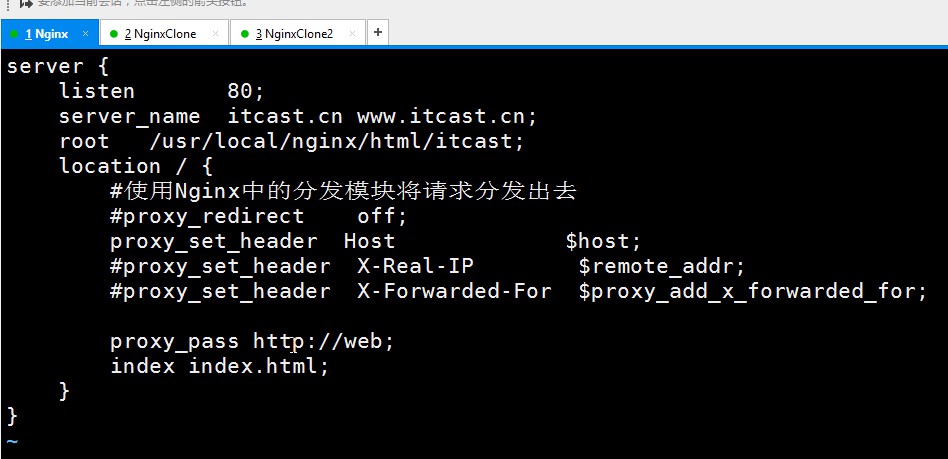 要添加当前会话，点击左侧的箭头按钮。
1 Nginx × 2 NginxClone × 3 NginxClone2 × +
server {
    listen       80;
    server_name  itcast.cn www.itcast.cn;
    root   /usr/local/nginx/html/itcast;
    location / {
        #使用Nginx中的分发模块将请求分发出去
        #proxy_redirect    off;
        proxy_set_header  Host             $host;
        #proxy_set_header  X-Real-IP        $remote_addr;
        #proxy_set_header  X-Forwarded-For  $proxy_add_x_forwarded_for;
        proxy_pass http://web;
        index index.html;
    }
}
~